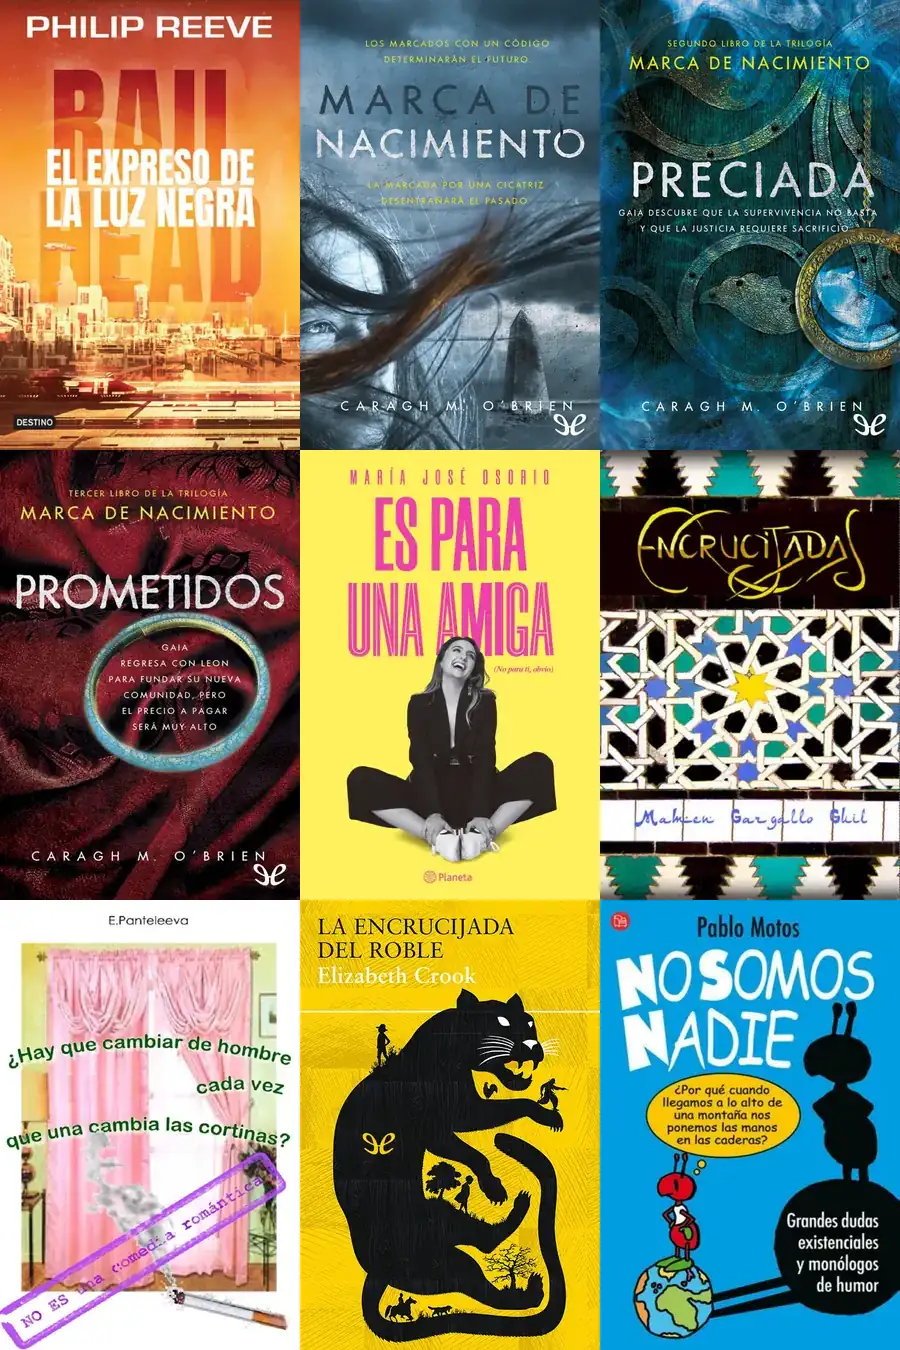 PHILIP REEVE
RAIL
HEAD
EL EXPRESO DE
LA LUZ NEGRA
DESTINO
LOS MARCADOS CON UN CÓDIGO
DETERMINARÁN EL FUTURO
MARCA DE
NACIMIENTO
LA MARCADA POR UNA CICATRIZ
DESENTRAÑARÁ EL PASADO
CARAGH M. O'BRIEN
SEGUNDO LIBRO DE LA TRILOGÍA
MARCA DE NACIMIENTO
PRECIADA
GAIA DESCUBRE QUE LA SUPERVIVENCIA NO BASTA
Y QUE LA JUSTICIA REQUIERE SACRIFICIO
CARAGH M. O'BRIEN
TERCER LIBRO DE LA TRILOGÍA
MARCA DE NACIMIENTO
PROMETIDOS
GAIA
REGRESA CON LEON
PARA FUNDAR SU NUEVA
COMUNIDAD, PERO
EL PRECIO A PAGAR
SERÁ MUY ALTO
CARAGH M. O'BRIEN
MARÍA JOSÉ OSORIO
ES PARA
UNA AMIGA
(No para ti, obvio)
Planeta
ENCRUCIJADAS
Gargallo
E.Panteleeva
¿Hay que cambiar de hombre
cada vez
que una cambia las cortinas?
NO ES una comedia romántica
LA ENCRUCIJADA
DEL ROBLE
Elizabeth Crook
Pablo Motos
NO SOMOS
NADIE
¿Por qué cuando
llegamos a lo alto de
una montaña nos
ponemos las manos
en las caderas?
Grandes dudas
existenciales
y monólogos
de humor